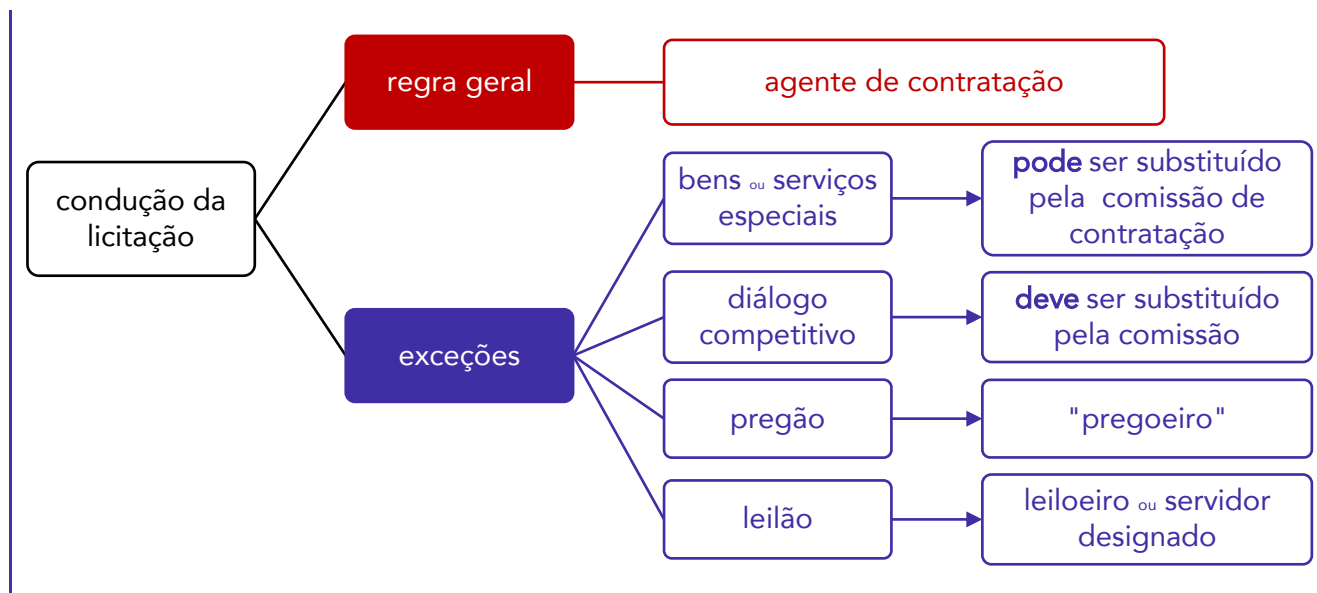 regra geral
agente de contratação
condução da
licitação
exceções
bens ou serviços
especiais
pode ser substituído
pela comissão de
contratação
diálogo
competitivo
deve ser substituído
pela comissão
pregão
"pregoeiro"
leilão
leiloeiro ou servidor
designado